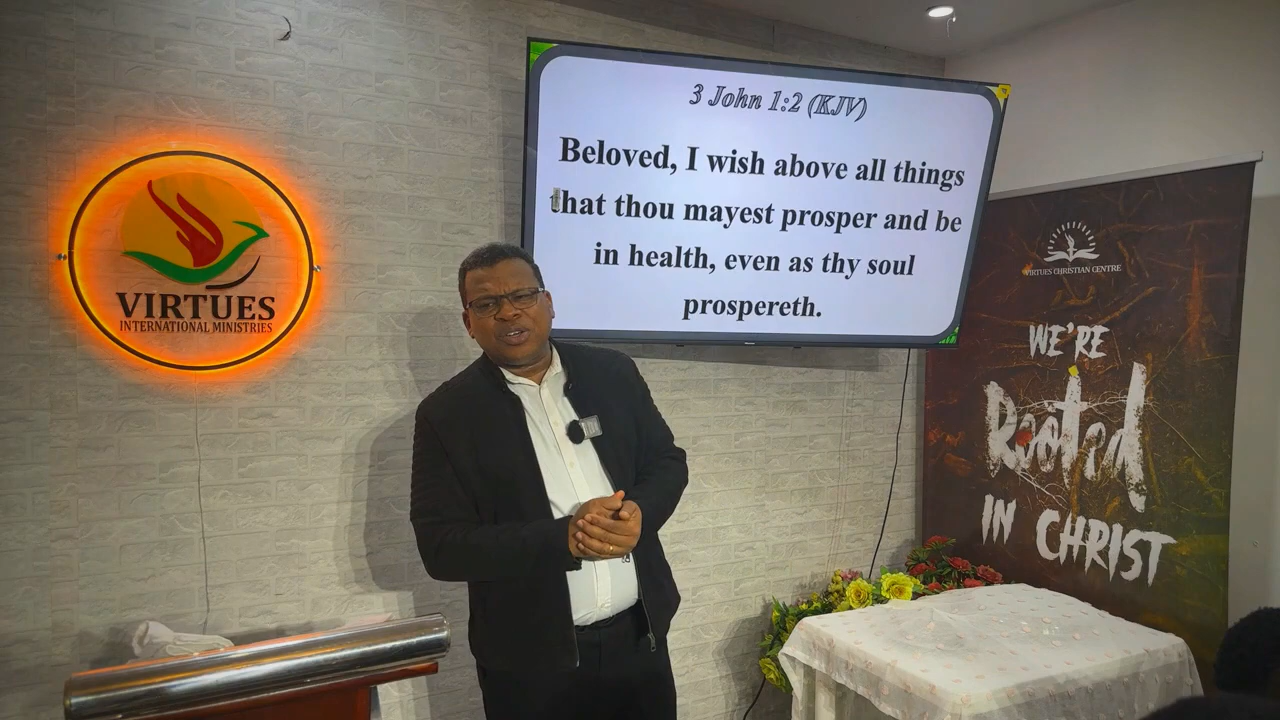 3 John 1:2 (KJV)
Beloved, I wish above all things
that thou mayest prosper and be
in health, even as thy soul
prospereth.
VIRTUES
INTERNATIONAL MINISTRIES
VIRTUES CHRISTIAN CENTRE
WE'RE
Rooted
IN CHRIST